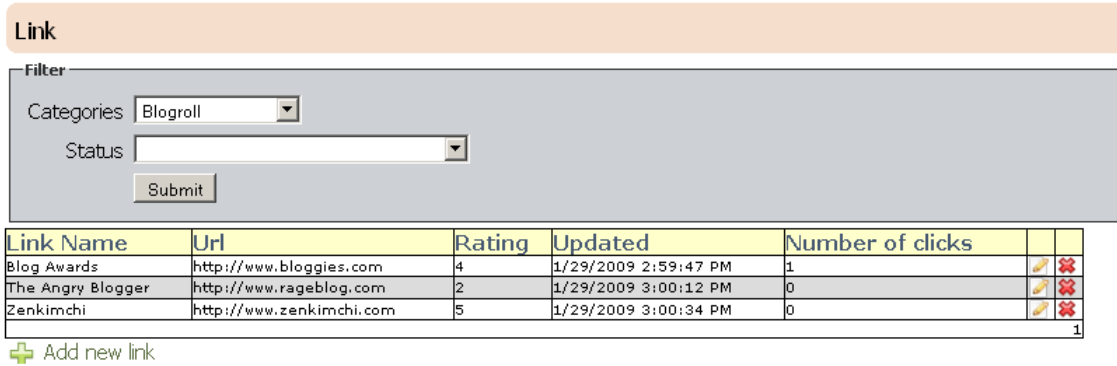 Link
Filter
Categories Blogroll
Status
Submit
Link Name Url Rating Updated Number of clicks
Blog Awards http://www.bloggies.com 4 1/29/2009 2:59:47 PM 1
The Angry Blogger http://www.rageblog.com 2 1/29/2009 3:00:12 PM 0
Zenkimchi http://www.zenkimchi.com 5 1/29/2009 3:00:34 PM 0
1
Add new link